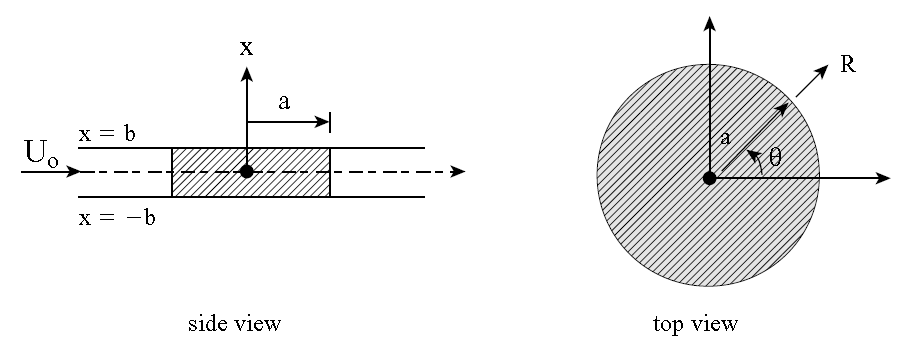 x
a
x = b
U₀
x = −b
side view
R
a
θ
top view